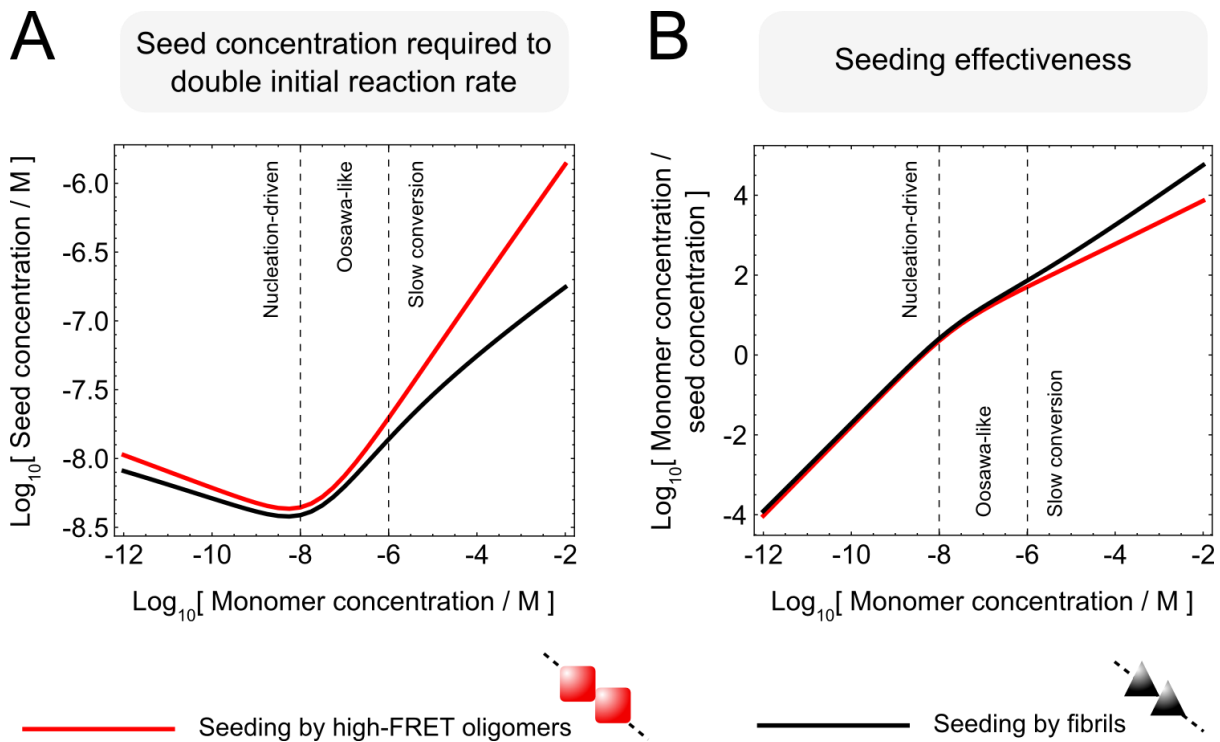 A
Seed concentration required to
double initial reaction rate
B
Seeding effectiveness
Log10[ Seed concentration / M ]
-6.0
-6.5
-7.0
-7.5
-8.0
-8.5
Nucleation-driven
Oosawa-like
Slow conversion
-12
-10
-8
-6
-4
-2
Log10[ Monomer concentration / M ]
Log10[ Monomer concentration /
seed concentration ]
4
2
0
-2
-4
Nucleation-driven
Oosawa-like
Slow conversion
-12
-10
-8
-6
-4
-2
Log10[ Monomer concentration / M ]
Seeding by high-FRET oligomers
Seeding by fibrils